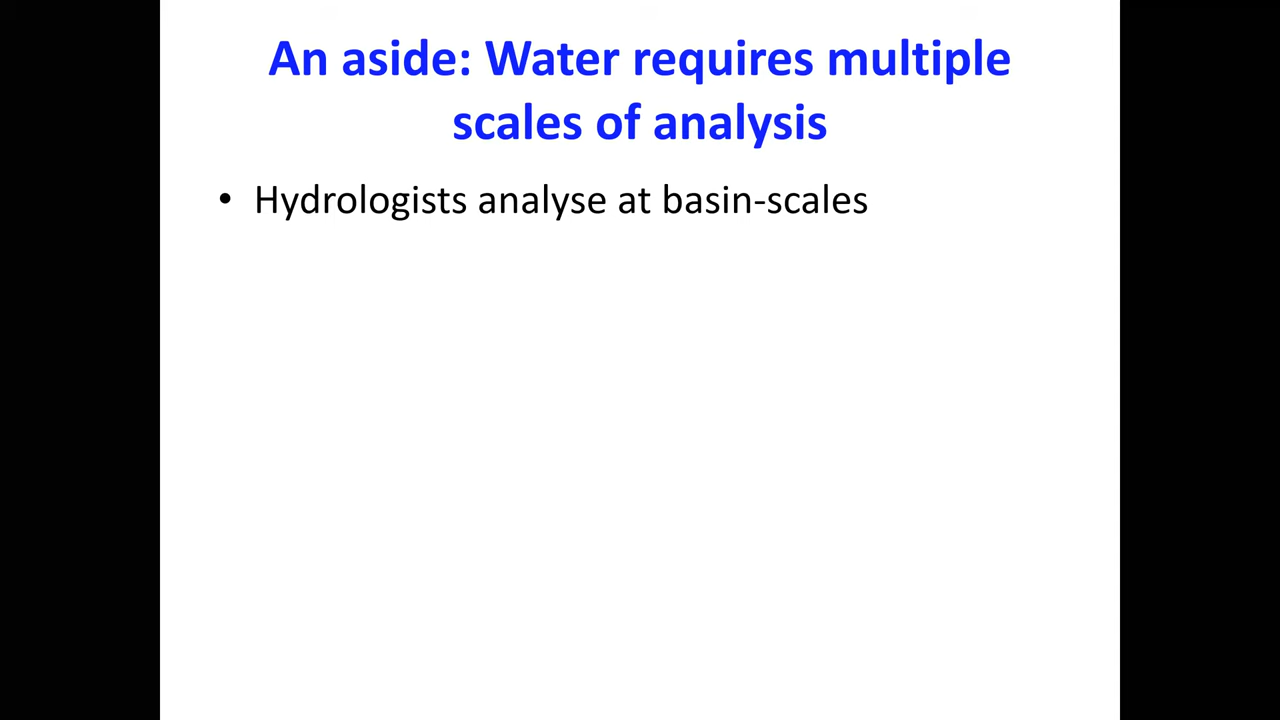 An aside: Water requires multiple
scales of analysis
• Hydrologists analyse at basin-scales